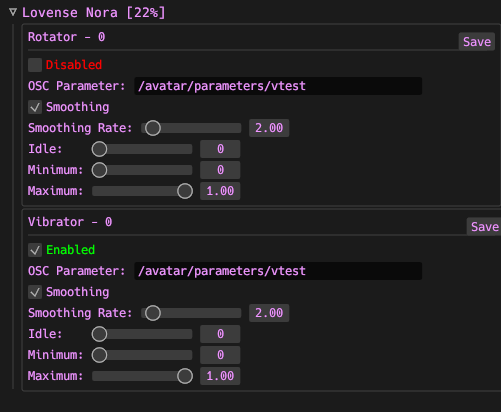 Lovense Nora [22%]
Rotator - 0
Save
Disabled
OSC Parameter: /avatar/parameters/vtest
Smoothing
Smoothing Rate: 2.00
Idle: 0
Minimum: 0
Maximum: 1.00
Vibrator - 0
Save
Enabled
OSC Parameter: /avatar/parameters/vtest
Smoothing
Smoothing Rate: 2.00
Idle: 0
Minimum: 0
Maximum: 1.00